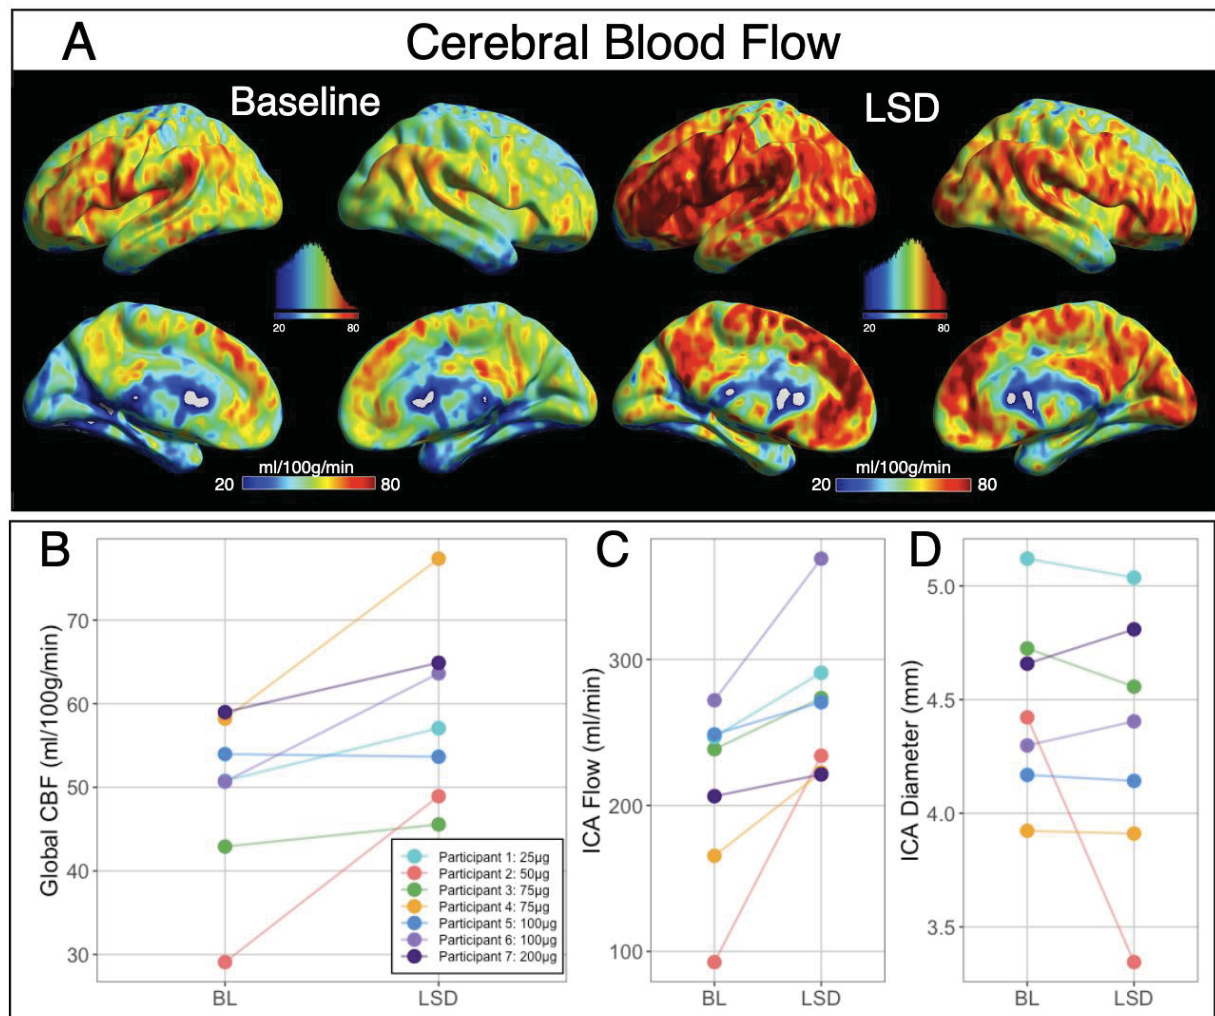 A
Cerebral Blood Flow
Baseline
LSD
20 80
20 80
ml/100g/min
20 80
ml/100g/min
20 80
B
Global CBF (ml/100g/min)
70
60
50
40
30
BL LSD
Participant 1: 25µg
Participant 2: 50µg
Participant 3: 75µg
Participant 4: 75µg
Participant 5: 100µg
Participant 6: 100µg
Participant 7: 200µg
C
ICA Flow (ml/min)
300
200
100
BL LSD
D
ICA Diameter (mm)
5.0
4.5
4.0
3.5
BL LSD